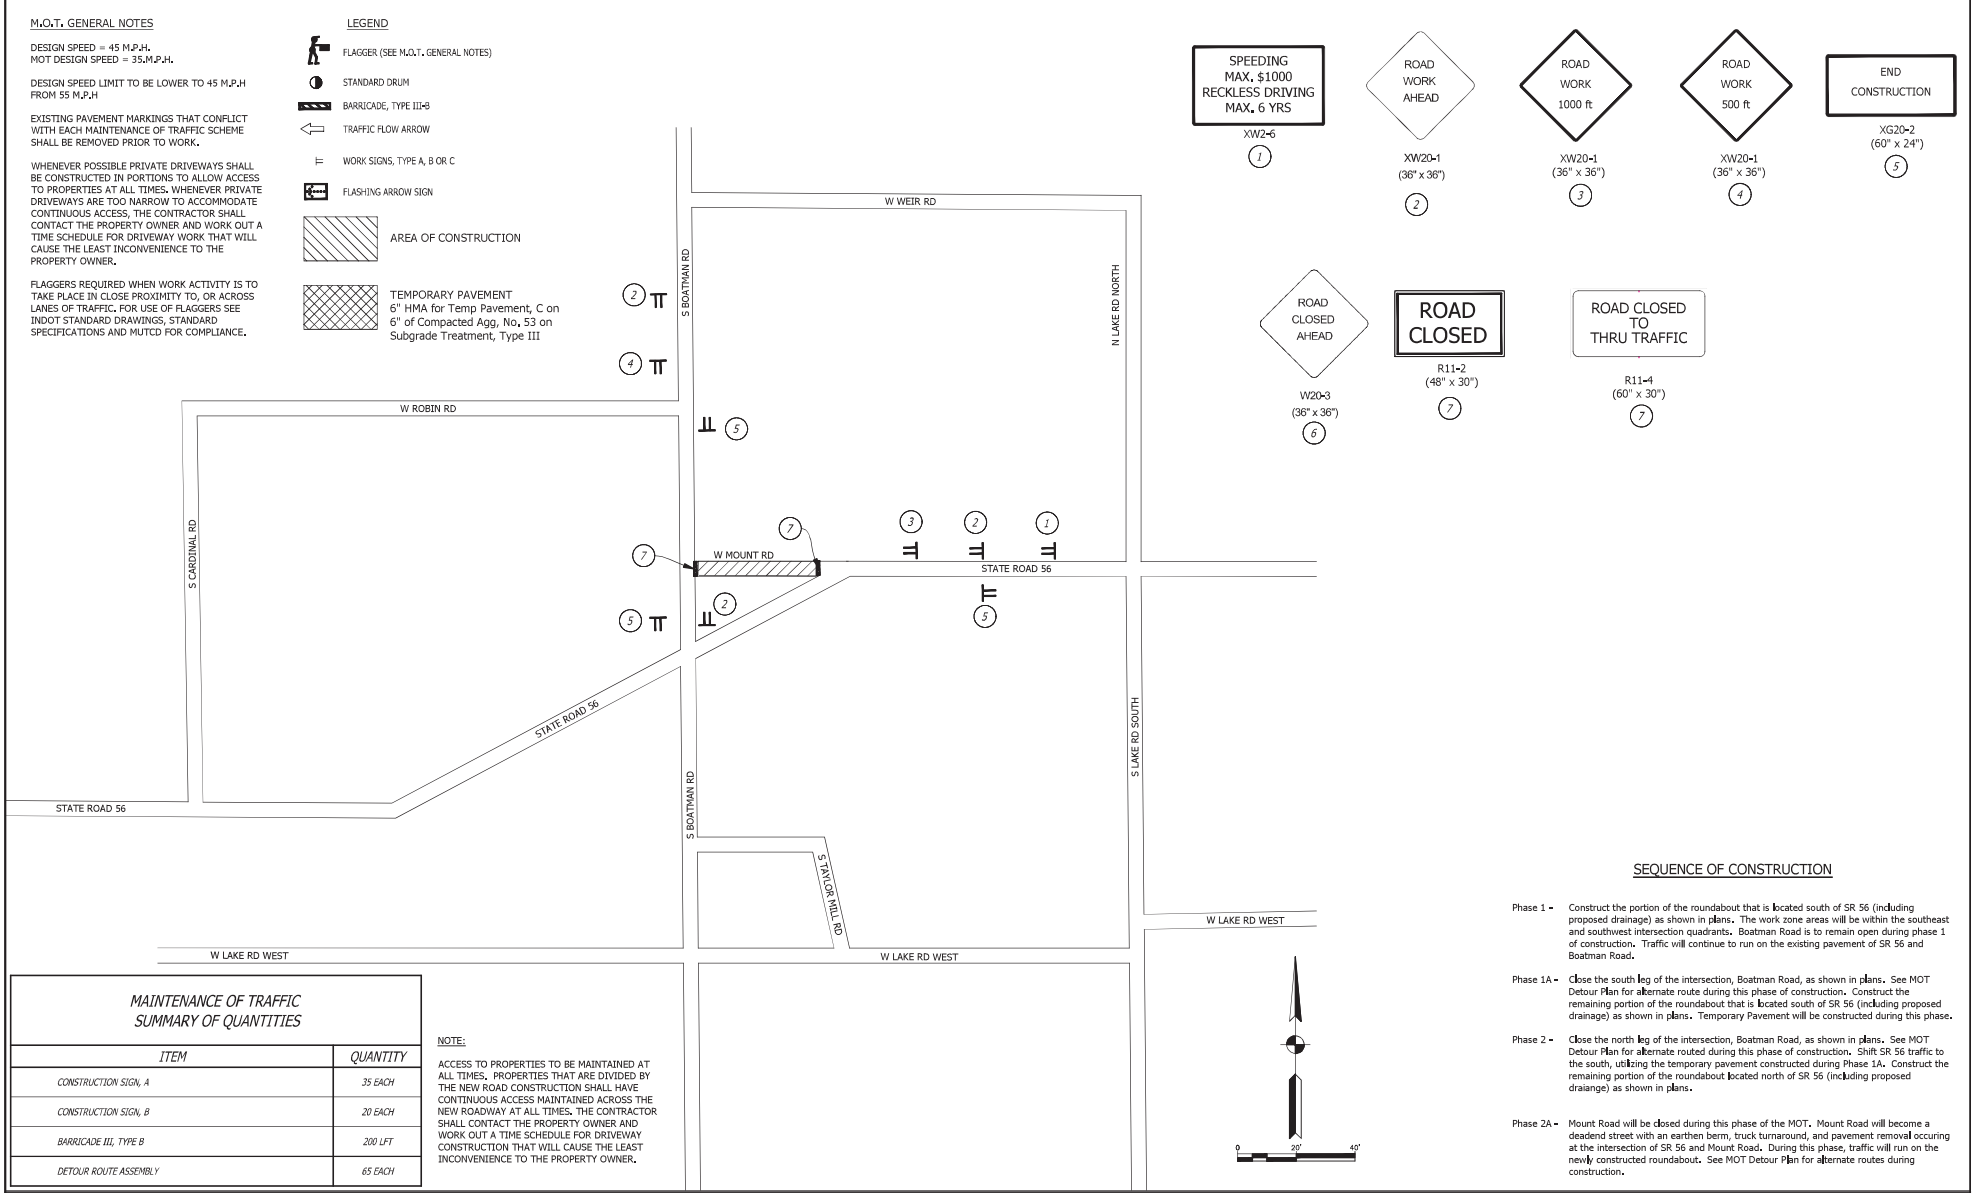 M.O.T. GENERAL NOTES
DESIGN SPEED = 45 M.P.H.
MOT DESIGN SPEED = 35.M.P.H.
DESIGN SPEED LIMIT TO BE LOWER TO 45 M.P.H
FROM 55 M.P.H
EXISTING PAVEMENT MARKINGS THAT CONFLICT
WITH EACH MAINTENANCE OF TRAFFIC SCHEME
SHALL BE REMOVED PRIOR TO WORK.
WHENEVER POSSIBLE PRIVATE DRIVEWAYS SHALL
BE CONSTRUCTED IN PORTIONS TO ALLOW ACCESS
TO PROPERTIES AT ALL TIMES. WHENEVER PRIVATE
DRIVEWAYS ARE TOO NARROW TO ACCOMMODATE
CONTINUOUS ACCESS, THE CONTRACTOR SHALL
CONTACT THE PROPERTY OWNER AND WORK OUT A
TIME SCHEDULE FOR DRIVEWAY WORK THAT WILL
CAUSE THE LEAST INCONVENIENCE TO THE
PROPERTY OWNER.
FLAGGERS REQUIRED WHEN WORK ACTIVITY IS TO
TAKE PLACE IN CLOSE PROXIMITY TO, OR ACROSS
LANES OF TRAFFIC. FOR USE OF FLAGGERS SEE
INDOT STANDARD DRAWINGS, STANDARD
SPECIFICATIONS AND MUTCD FOR COMPLIANCE.
LEGEND
FLAGGER (SEE M.O.T. GENERAL NOTES)
STANDARD DRUM
BARRICADE, TYPE III-B
TRAFFIC FLOW ARROW
WORK SIGNS, TYPE A, B OR C
FLASHING ARROW SIGN
AREA OF CONSTRUCTION
TEMPORARY PAVEMENT
6" HMA for Temp Pavement, C on
6" of Compacted Agg, No. 53 on
Subgrade Treatment, Type III
SPEEDING
MAX. $1000
RECKLESS DRIVING
MAX. 6 YRS
XW2-6
1
ROAD
WORK
AHEAD
XW20-1
(36" x 36")
2
ROAD
WORK
1000 ft
XW20-1
(36" x 36")
3
ROAD
WORK
500 ft
XW20-1
(36" x 36")
4
END
CONSTRUCTION
XG20-2
(60" x 24")
5
ROAD
CLOSED
AHEAD
W20-3
(36" x 36")
6
ROAD
CLOSED
R11-2
(48" x 30")
7
ROAD CLOSED
TO
THRU TRAFFIC
R11-4
(60" x 30")
7
W WEIR RD
S BOATMAN RD
N LAKE RD NORTH
2
4
W ROBIN RD
5
S CARDINAL RD
7
7
W MOUNT RD
3
2
1
STATE ROAD 56
5
2
5
STATE ROAD 56
S LAKE RD SOUTH
S BOATMAN RD
STATE ROAD 56
S TAYLOR MILL RD
W LAKE RD WEST
W LAKE RD WEST
W LAKE RD WEST
MAINTENANCE OF TRAFFIC
SUMMARY OF QUANTITIES
ITEM QUANTITY
CONSTRUCTION SIGN, A 35 EACH
CONSTRUCTION SIGN, B 20 EACH
BARRICADE III, TYPE B 200 LFT
DETOUR ROUTE ASSEMBLY 65 EACH
NOTE:
ACCESS TO PROPERTIES TO BE MAINTAINED AT
ALL TIMES. PROPERTIES THAT ARE DIVIDED BY
THE NEW ROAD CONSTRUCTION SHALL HAVE
CONTINUOUS ACCESS MAINTAINED ACROSS THE
NEW ROADWAY AT ALL TIMES. THE CONTRACTOR
SHALL CONTACT THE PROPERTY OWNER AND
WORK OUT A TIME SCHEDULE FOR DRIVEWAY
CONSTRUCTION THAT WILL CAUSE THE LEAST
INCONVENIENCE TO THE PROPERTY OWNER.
0 20' 40'
SEQUENCE OF CONSTRUCTION
Phase 1 - Construct the portion of the roundabout that is located south of SR 56 (including
proposed drainage) as shown in plans. The work zone areas will be within the southeast
and southwest intersection quadrants. Boatman Road is to remain open during phase 1
of construction. Traffic will continue to run on the existing pavement of SR 56 and
Boatman Road.
Phase 1A - Close the south leg of the intersection, Boatman Road, as shown in plans. See MOT
Detour Plan for alternate route during this phase of construction. Construct the
remaining portion of the roundabout that is located south of SR 56 (including proposed
drainage) as shown in plans. Temporary Pavement will be constructed during this phase.
Phase 2 - Close the north leg of the intersection, Boatman Road, as shown in plans. See MOT
Detour Plan for alternate routed during this phase of construction. Shift SR 56 traffic to
the south, utilizing the temporary pavement constructed during Phase 1A. Construct the
remaining portion of the roundabout located north of SR 56 (including proposed
draiange) as shown in plans.
Phase 2A - Mount Road will be closed during this phase of the MOT. Mount Road will become a
deadend street with an earthen berm, truck turnaround, and pavement removal occuring
at the intersection of SR 56 and Mount Road. During this phase, traffic will run on the
newly constructed roundabout. See MOT Detour Plan for alternate routes during
construction.